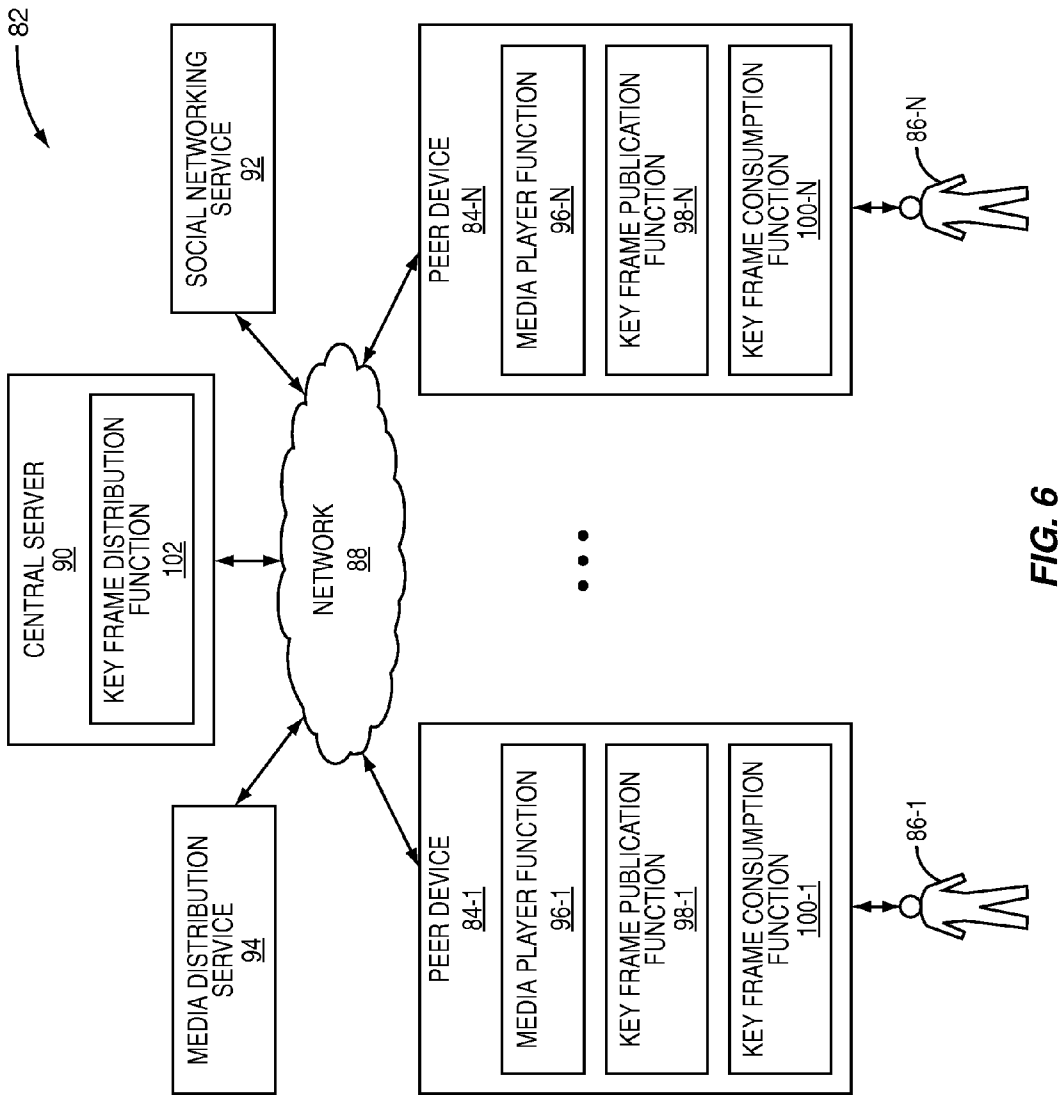 82
CENTRAL SERVER
90
KEY FRAME DISTRIBUTION
FUNCTION
102
MEDIA DISTRIBUTION
SERVICE
94
SOCIAL NETWORKING
SERVICE
92
NETWORK
88
PEER DEVICE
84-1
MEDIA PLAYER FUNCTION
96-1
KEY FRAME PUBLICATION
FUNCTION
98-1
KEY FRAME CONSUMPTION
FUNCTION
100-1
86-1
PEER DEVICE
84-N
MEDIA PLAYER FUNCTION
96-N
KEY FRAME PUBLICATION
FUNCTION
98-N
KEY FRAME CONSUMPTION
FUNCTION
100-N
86-N
FIG. 6